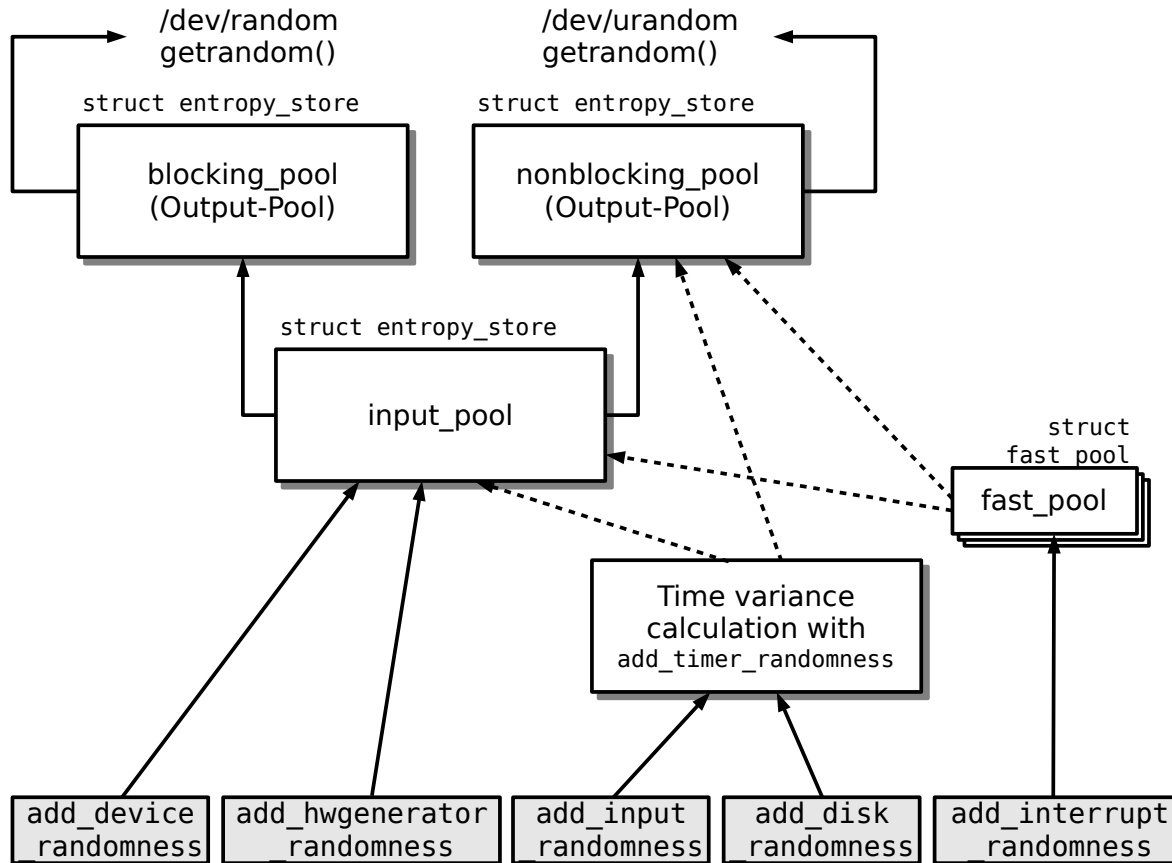 /dev/random
getrandom()
/dev/urandom
getrandom()
struct entropy_store
struct entropy_store
blocking_pool
(Output-Pool)
nonblocking_pool
(Output-Pool)
struct entropy_store
input_pool
struct
fast_pool
fast_pool
Time variance
calculation with
add_timer_randomness
add_device
_randomness
add_hwgenerator
_randomness
add_input
_randomness
add_disk
_randomness
add_interrupt
_randomness